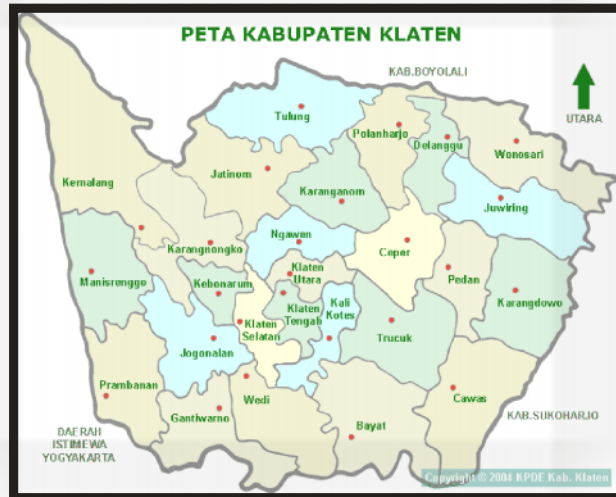 PETA KABUPATEN KLATEN
KAB.BOYOLALI
UTARA
Tulung
Polanharjo
Delanggu
Wonosari
Jatinom
Kemalang
Karanganom
Juwiring
Ngawen
Karangnongko
Ceper
Klaten
Utara
Manisrenggo
Kebonarum
Pedan
Kali
Kotes
Karangdowo
Klaten
Tengah
Klaten
Selatan
Trucuk
Jogonalan
Prambanan
Wedi
Cawas
Gantiwarno
KAB.SUKOHARJO
Bayat
DAERAH
ISTIMEWA
YOGYAKARTA
Copyright © 2004 KPDE Kab. Klaten